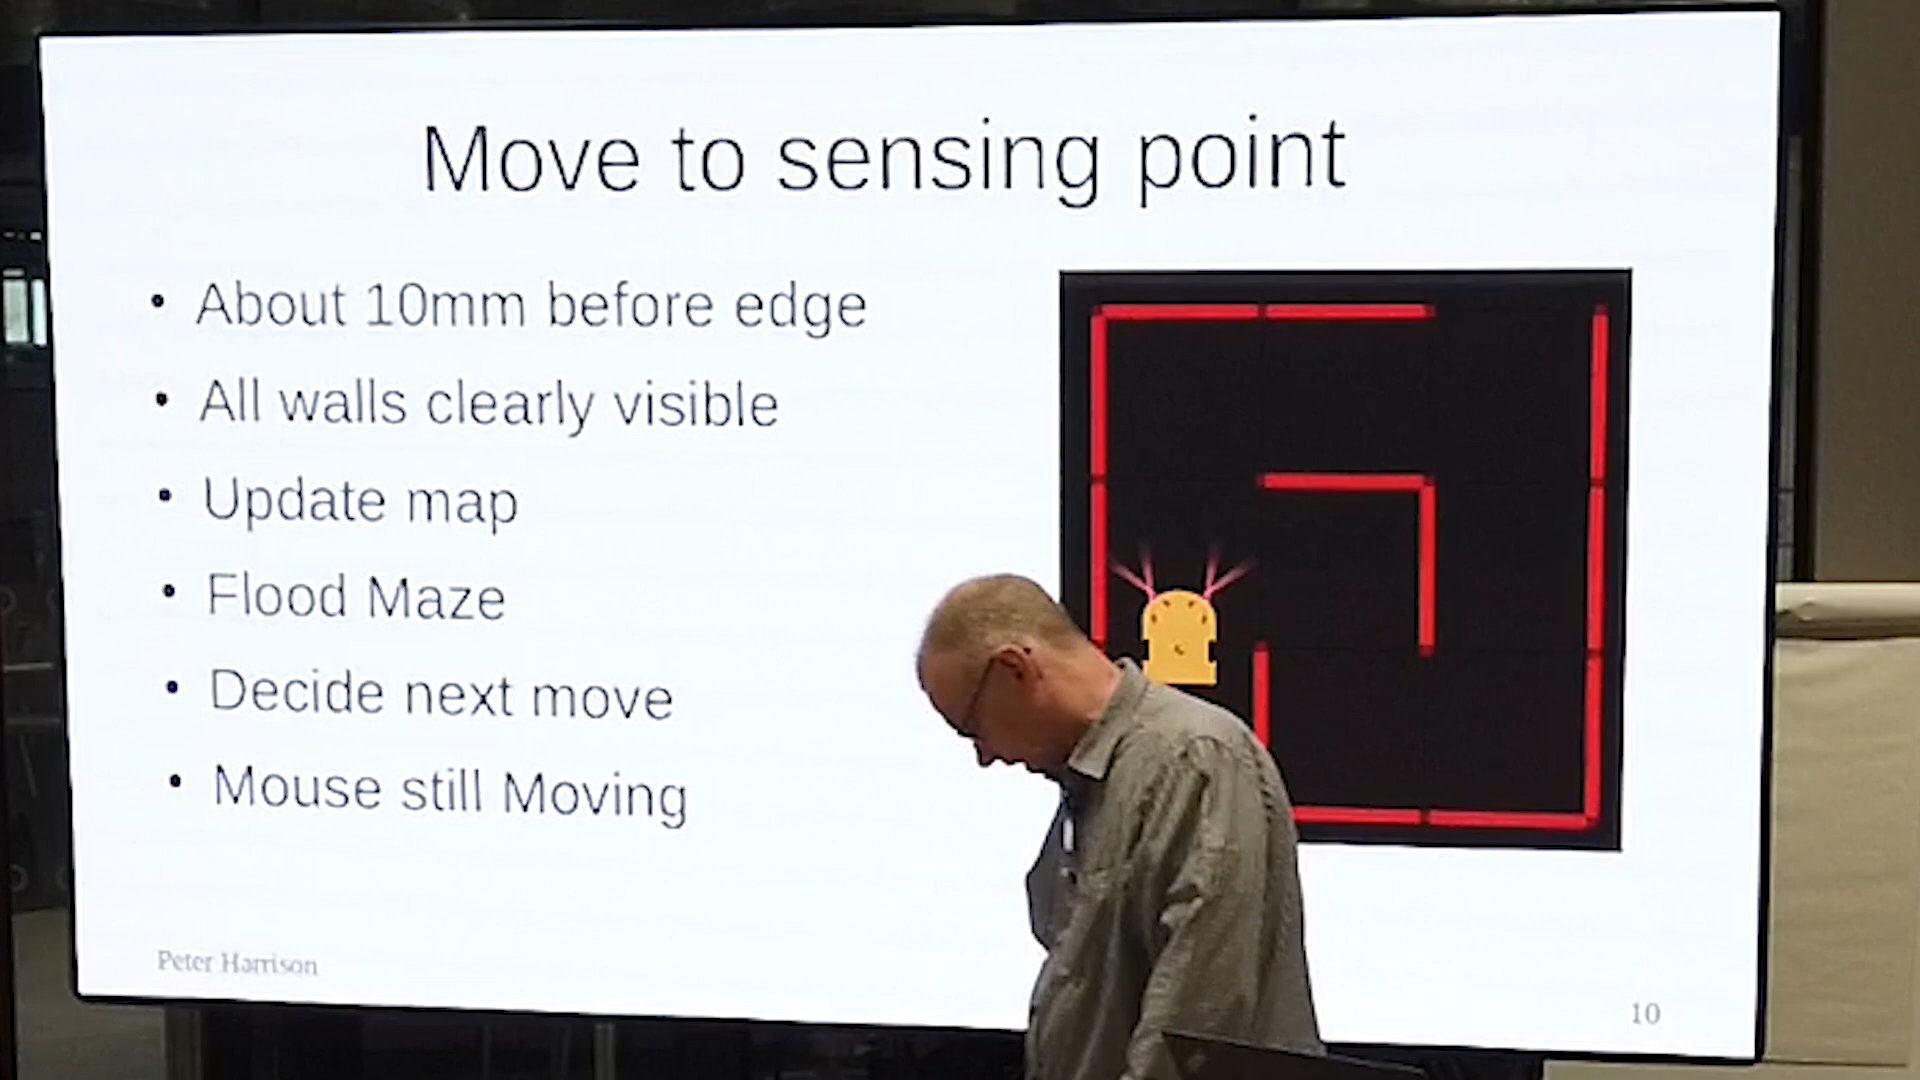 Move to sensing point
• About 10mm before edge
• All walls clearly visible
• Update map
• Flood Maze
• Decide next move
• Mouse still Moving
Peter Harrison
10